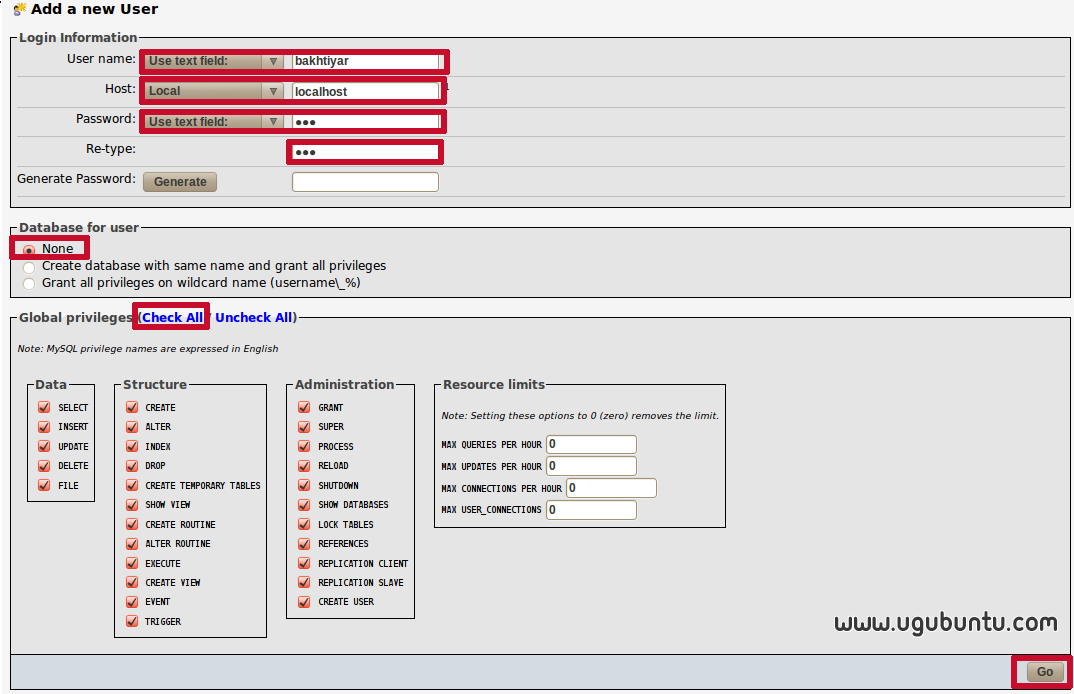 Add a new User
Login Information
User name: Use text field: bakhtiyar
Host: Local localhost
Password: Use text field: •••
Re-type: •••
Generate Password: Generate
Database for user
None
Create database with same name and grant all privileges
Grant all privileges on wildcard name (username\_%)
Global privileges (Check All / Uncheck All)
Note: MySQL privilege names are expressed in English
Data
SELECT
INSERT
UPDATE
DELETE
FILE
Structure
CREATE
ALTER
INDEX
DROP
CREATE TEMPORARY TABLES
SHOW VIEW
CREATE ROUTINE
ALTER ROUTINE
EXECUTE
CREATE VIEW
EVENT
TRIGGER
Administration
GRANT
SUPER
PROCESS
RELOAD
SHUTDOWN
SHOW DATABASES
LOCK TABLES
REFERENCES
REPLICATION CLIENT
REPLICATION SLAVE
CREATE USER
Resource limits
Note: Setting these options to 0 (zero) removes the limit.
MAX QUERIES PER HOUR 0
MAX UPDATES PER HOUR 0
MAX CONNECTIONS PER HOUR 0
MAX USER_CONNECTIONS 0
www.ugubuntu.com
Go